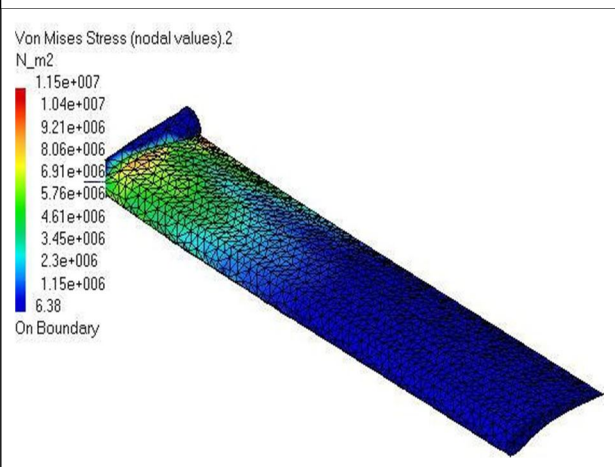 Von Mises Stress (nodal values).2
N_m2
1.15e+007
1.04e+007
9.21e+006
8.06e+006
6.91e+006
5.76e+006
4.61e+006
3.45e+006
2.3e+006
1.15e+006
6.38
On Boundary